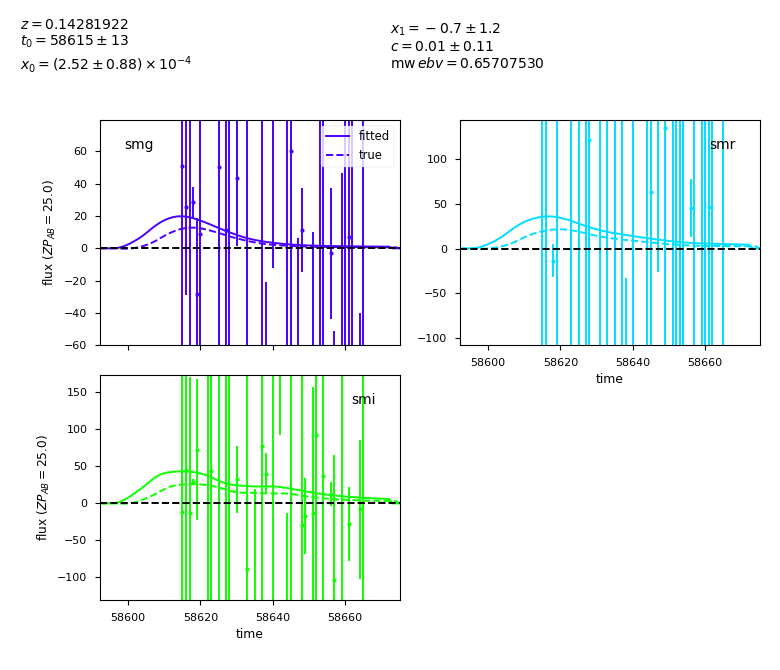 z = 0.14281922
t0 = 58615 ± 13
x0 = (2.52 ± 0.88) × 10^−4
x1 = −0.7 ± 1.2
c = 0.01 ± 0.11
mw ebv = 0.65707530
smg
fitted
true
60
40
20
0
−20
−40
−60
flux (ZP_AB = 25.0)
smr
100
50
0
−50
−100
58600 58620 58640 58660
time
smi
150
100
50
0
−50
−100
flux (ZP_AB = 25.0)
58600 58620 58640 58660
time